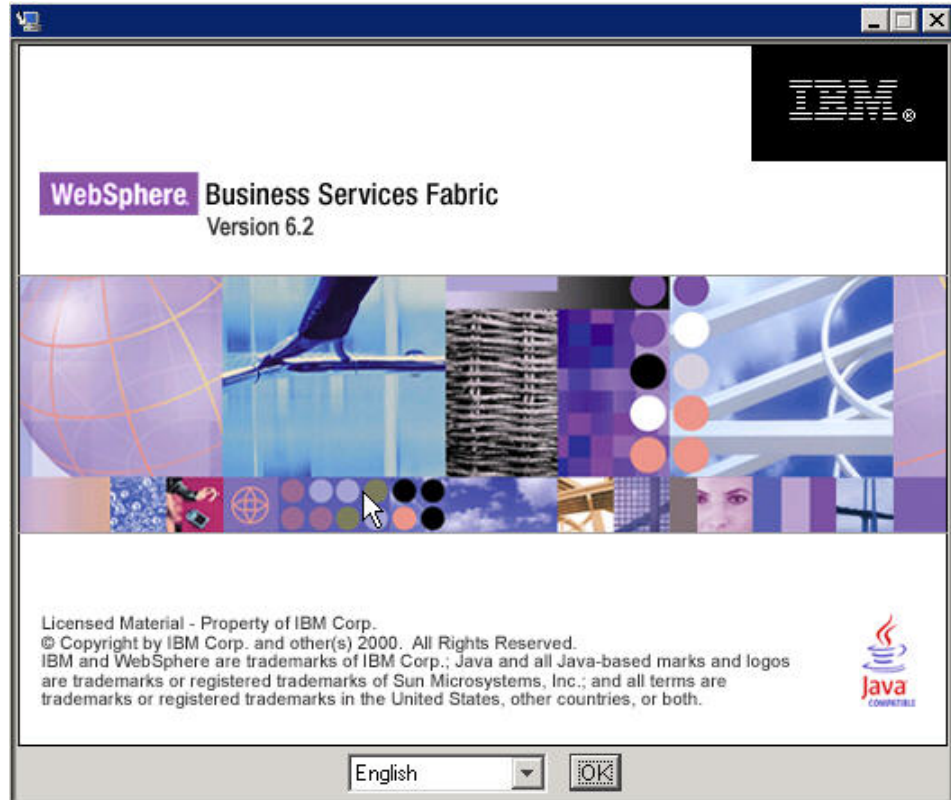 IBM®
WebSphere. Business Services Fabric
Version 6.2
Licensed Material - Property of IBM Corp.
© Copyright by IBM Corp. and other(s) 2000. All Rights Reserved.
IBM and WebSphere are trademarks of IBM Corp.; Java and all Java-based marks and logos
are trademarks or registered trademarks of Sun Microsystems, Inc.; and all terms are
trademarks or registered trademarks in the United States, other countries, or both.
Java
COMPATIBLE
English
OK